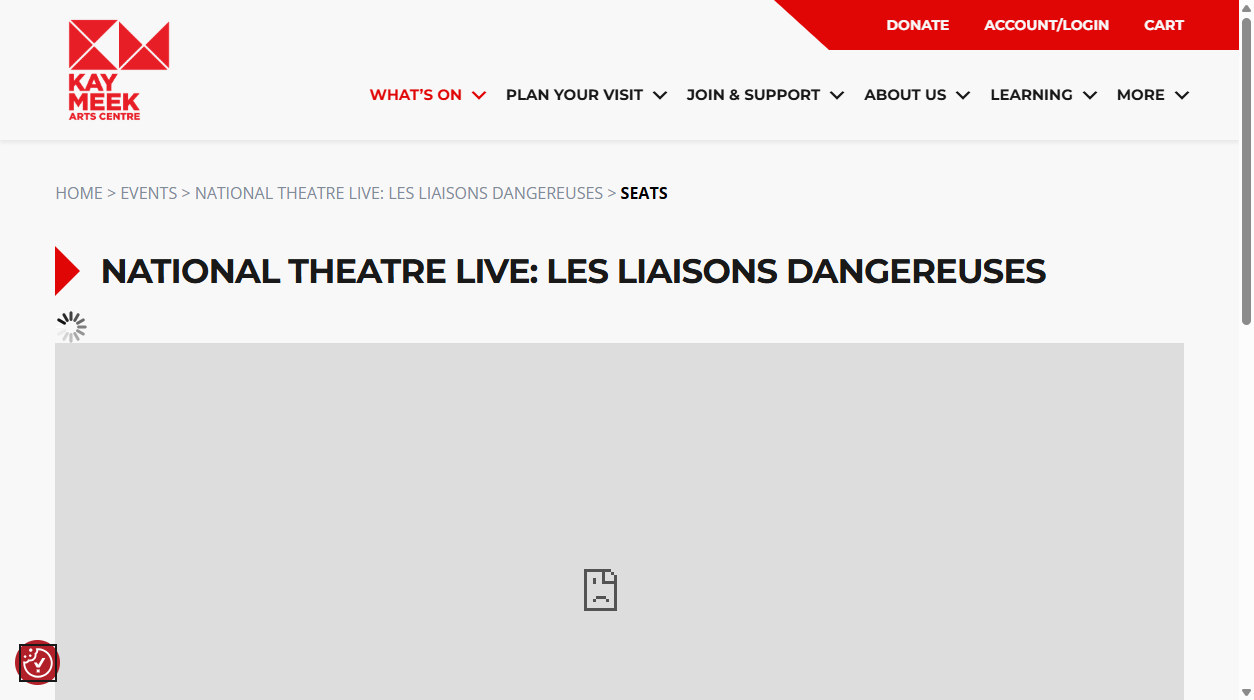 DONATE ACCOUNT/LOGIN CART
KAY
MEEK
ARTS CENTRE
WHAT’S ON PLAN YOUR VISIT JOIN & SUPPORT ABOUT US LEARNING MORE
HOME > EVENTS > NATIONAL THEATRE LIVE: LES LIAISONS DANGEREUSES > SEATS
NATIONAL THEATRE LIVE: LES LIAISONS DANGEREUSES